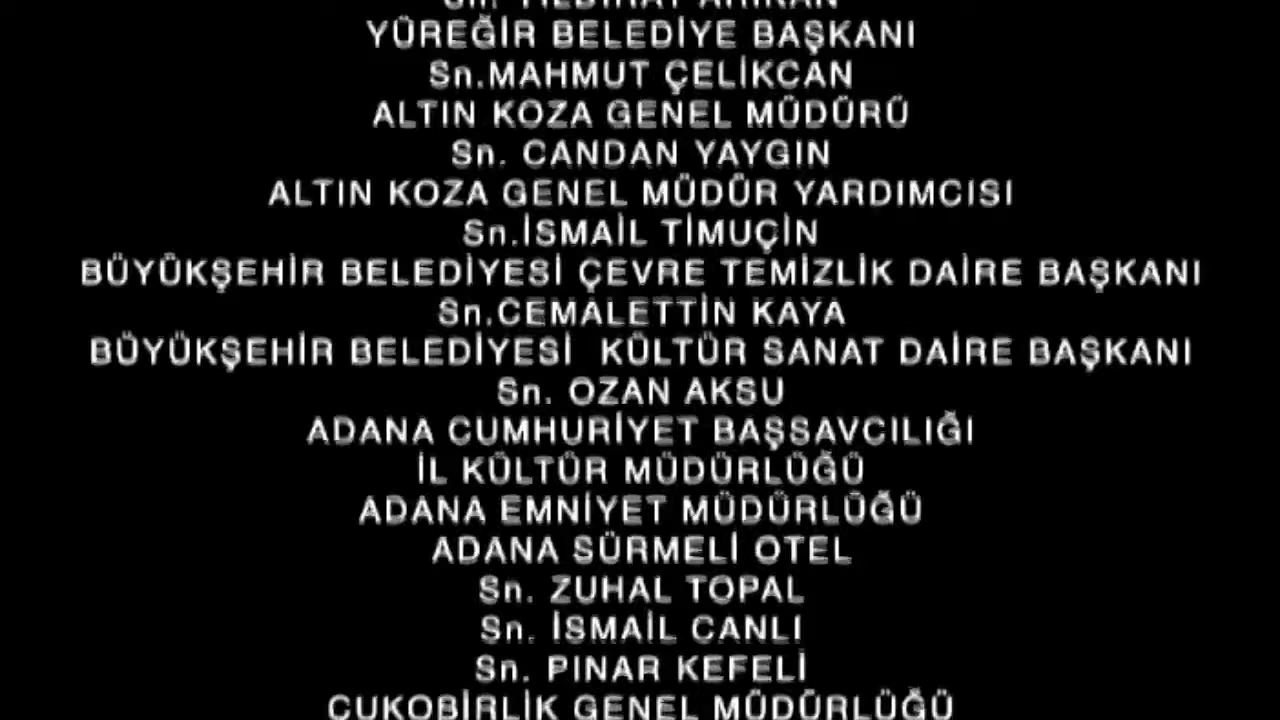 YÜREĞİR BELEDİYE BAŞKANI
Sn.MAHMUT ÇELİKCAN
ALTIN KOZA GENEL MÜDÜRÜ
Sn. CANDAN YAYGIN
ALTIN KOZA GENEL MÜDÜR YARDIMCISI
Sn.İSMAİL TİMUÇİN
BÜYÜKŞEHİR BELEDİYESİ ÇEVRE TEMİZLİK DAİRE BAŞKANI
Sn.CEMALETTİN KAYA
BÜYÜKŞEHİR BELEDİYESİ KÜLTÜR SANAT DAİRE BAŞKANI
Sn. OZAN AKSU
ADANA CUMHURİYET BAŞSAVCILIĞI
İL KÜLTÜR MÜDÜRLÜĞÜ
ADANA EMNİYET MÜDÜRLÜĞÜ
ADANA SÜRMELİ OTEL
Sn. ZUHAL TOPAL
Sn. İSMAİL CANLI
Sn. PINAR KEFELİ
ÇUKOBİRLİK GENEL MÜDÜRLÜĞÜ